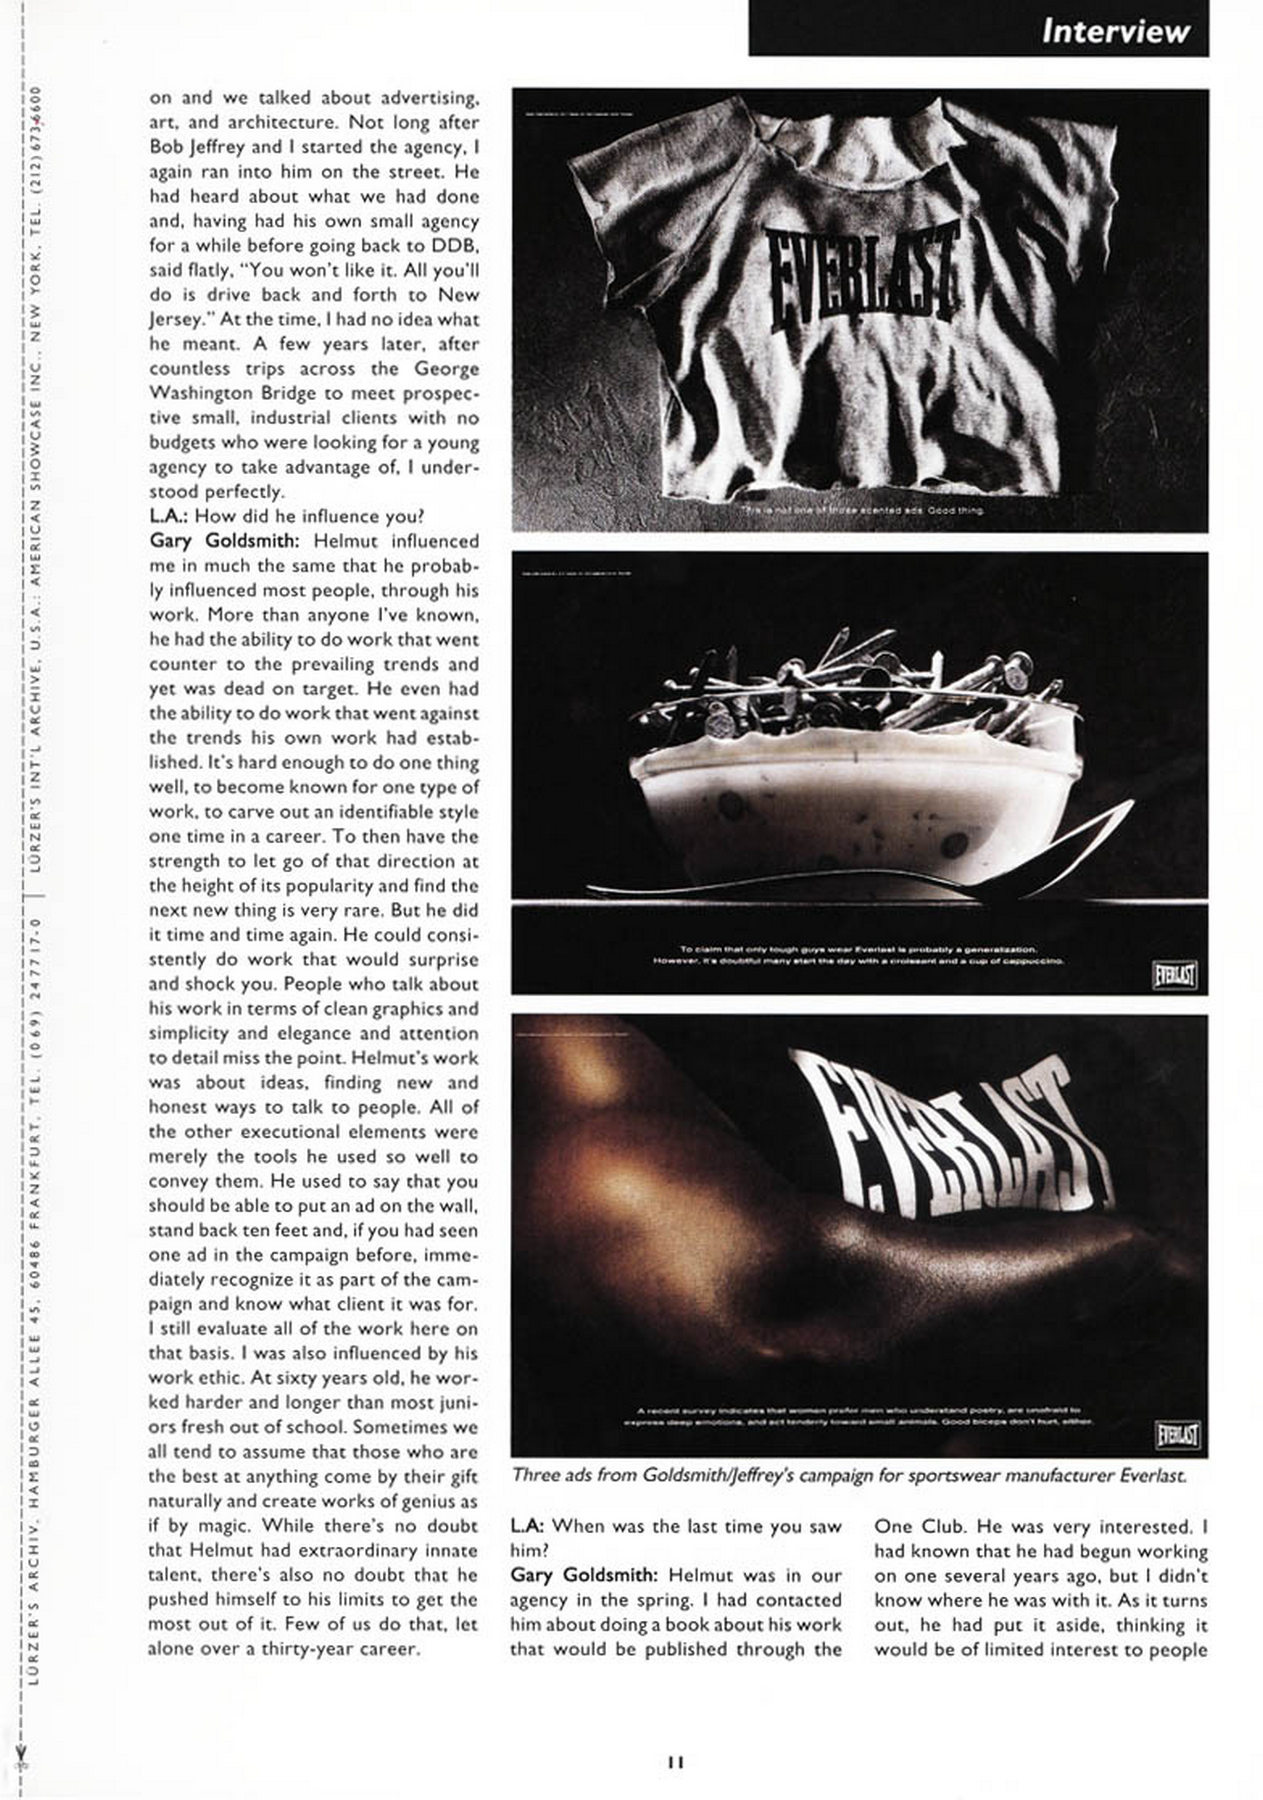 Interview
on and we talked about advertising,
art, and architecture. Not long after
Bob Jeffrey and I started the agency, I
again ran into him on the street. He
had heard about what we had done
and, having had his own small agency
for a while before going back to DDB,
said flatly, “You won't like it. All you'll
do is drive back and forth to New
Jersey.” At the time, I had no idea what
he meant. A few years later, after
countless trips across the George
Washington Bridge to meet prospec-
tive small, industrial clients with no
budgets who were looking for a young
agency to take advantage of, I under-
stood perfectly.
L.A.: How did he influence you?
Gary Goldsmith: Helmut influenced
me in much the same that he probab-
ly influenced most people, through his
work. More than anyone I've known,
he had the ability to do work that went
counter to the prevailing trends and
yet was dead on target. He even had
the ability to do work that went against
the trends his own work had estab-
lished. It's hard enough to do one thing
well, to become known for one type of
work, to carve out an identifiable style
one time in a career. To then have the
strength to let go of that direction at
the height of its popularity and find the
next new thing is very rare. But he did
it time and time again. He could consi-
stently do work that would surprise
and shock you. People who talk about
his work in terms of clean graphics and
simplicity and elegance and attention
to detail miss the point. Helmut's work
was about ideas, finding new and
honest ways to talk to people. All of
the other executional elements were
merely the tools he used so well to
convey them. He used to say that you
should be able to put an ad on the wall,
stand back ten feet and, if you had seen
one ad in the campaign before, imme-
diately recognize it as part of the cam-
paign and know what client it was for.
I still evaluate all of the work here on
that basis. I was also influenced by his
work ethic. At sixty years old, he wor-
ked harder and longer than most juni-
ors fresh out of school. Sometimes we
all tend to assume that those who are
the best at anything come by their gift
naturally and create works of genius as
if by magic. While there's no doubt
that Helmut had extraordinary innate
talent, there's also no doubt that he
pushed himself to his limits to get the
most out of it. Few of us do that, let
alone over a thirty-year career.
EVERLAST
This is not one of those scented ads. Good thing.
To claim that only tough guys wear Everlast is probably a generalization.
However, it's doubtful many start the day with a croissant and a cup of cappuccino.
EVERLAST
EVERLAST
A recent survey indicates that women prefer men who understand poetry, are unafraid to
express deep emotions, and act tenderly toward small animals. Good biceps don't hurt, either.
EVERLAST
Three ads from Goldsmith/Jeffrey's campaign for sportswear manufacturer Everlast.
L.A: When was the last time you saw
him?
Gary Goldsmith: Helmut was in our
agency in the spring. I had contacted
him about doing a book about his work
that would be published through the
One Club. He was very interested. I
had known that he had begun working
on one several years ago, but I didn't
know where he was with it. As it turns
out, he had put it aside, thinking it
would be of limited interest to people
11
LÜRZER'S ARCHIV, HAMBURGER ALLEE 45, 60486 FRANKFURT, TEL. (069) 247717-0 | LÜRZER'S INT'L ARCHIVE, U.S.A.: AMERICAN SHOWCASE INC., NEW YORK, TEL. (212) 673-6600